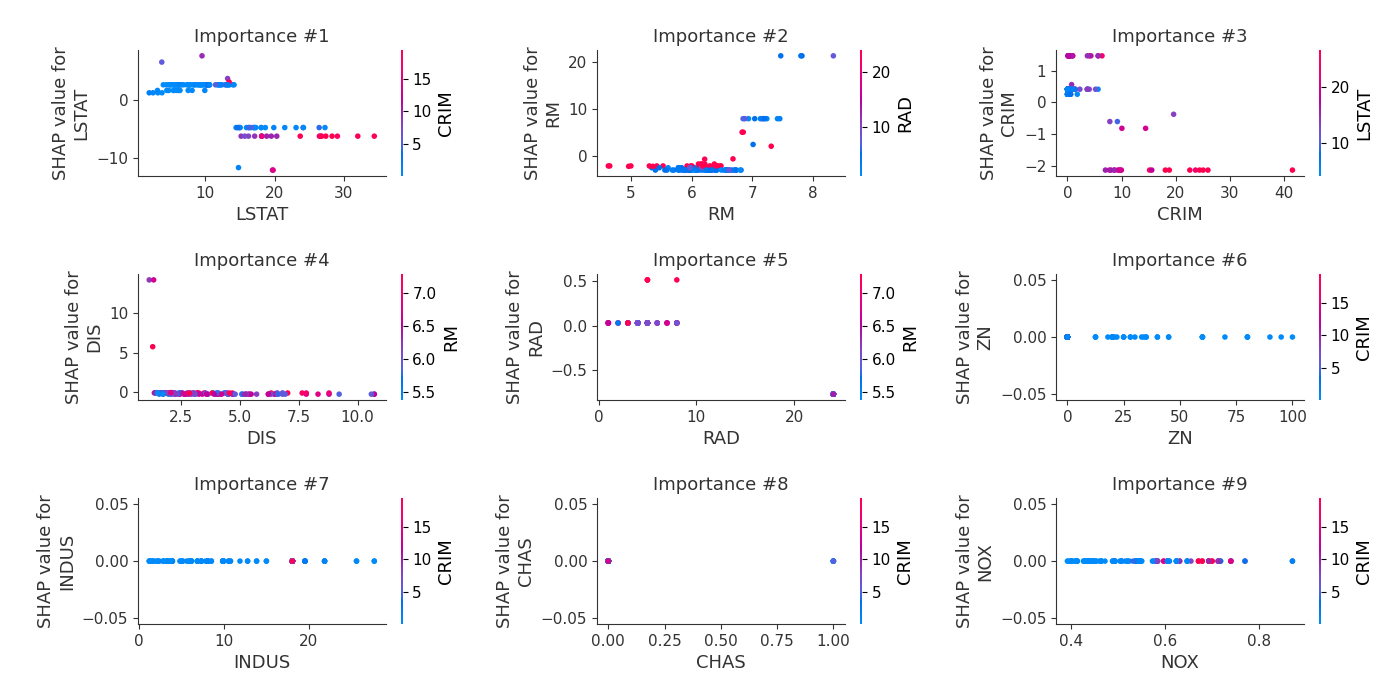 Importance #1
SHAP value for
LSTAT
0
−10
10
20
30
LSTAT
15
10
5
CRIM
Importance #2
SHAP value for
RM
20
10
0
5
6
7
8
RM
20
10
RAD
Importance #3
SHAP value for
CRIM
1
0
−1
−2
0
10
20
30
40
CRIM
20
10
LSTAT
Importance #4
SHAP value for
DIS
10
5
0
2.5
5.0
7.5
10.0
DIS
7.0
6.5
6.0
5.5
RM
Importance #5
SHAP value for
RAD
0.5
0.0
−0.5
0
10
20
RAD
7.0
6.5
6.0
5.5
RM
Importance #6
SHAP value for
ZN
0.05
0.00
−0.05
0
25
50
75
100
ZN
15
10
5
CRIM
Importance #7
SHAP value for
INDUS
0.05
0.00
−0.05
0
10
20
INDUS
15
10
5
CRIM
Importance #8
SHAP value for
CHAS
0.05
0.00
−0.05
0.00
0.25
0.50
0.75
1.00
CHAS
15
10
5
CRIM
Importance #9
SHAP value for
NOX
0.05
0.00
−0.05
0.4
0.6
0.8
NOX
15
10
5
CRIM